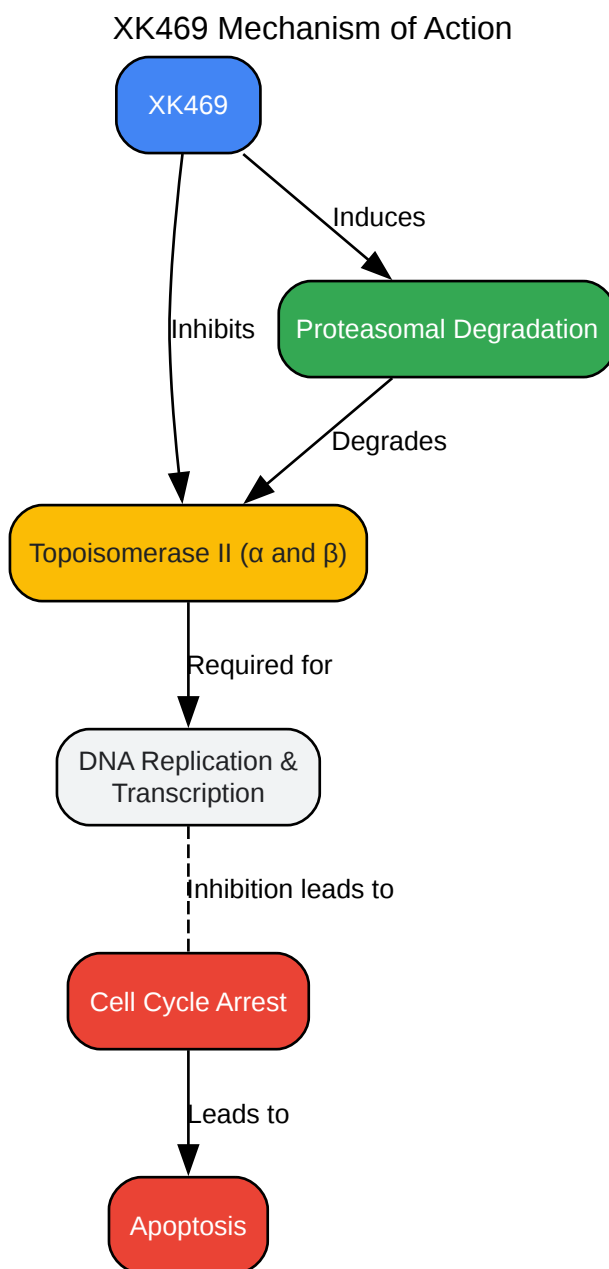 XK469 Mechanism of Action
XK469
Induces
Inhibits
Proteasomal Degradation
Degrades
Topoisomerase II (α and β)
Required for
DNA Replication &
Transcription
Inhibition leads to
Cell Cycle Arrest
Leads to
Apoptosis